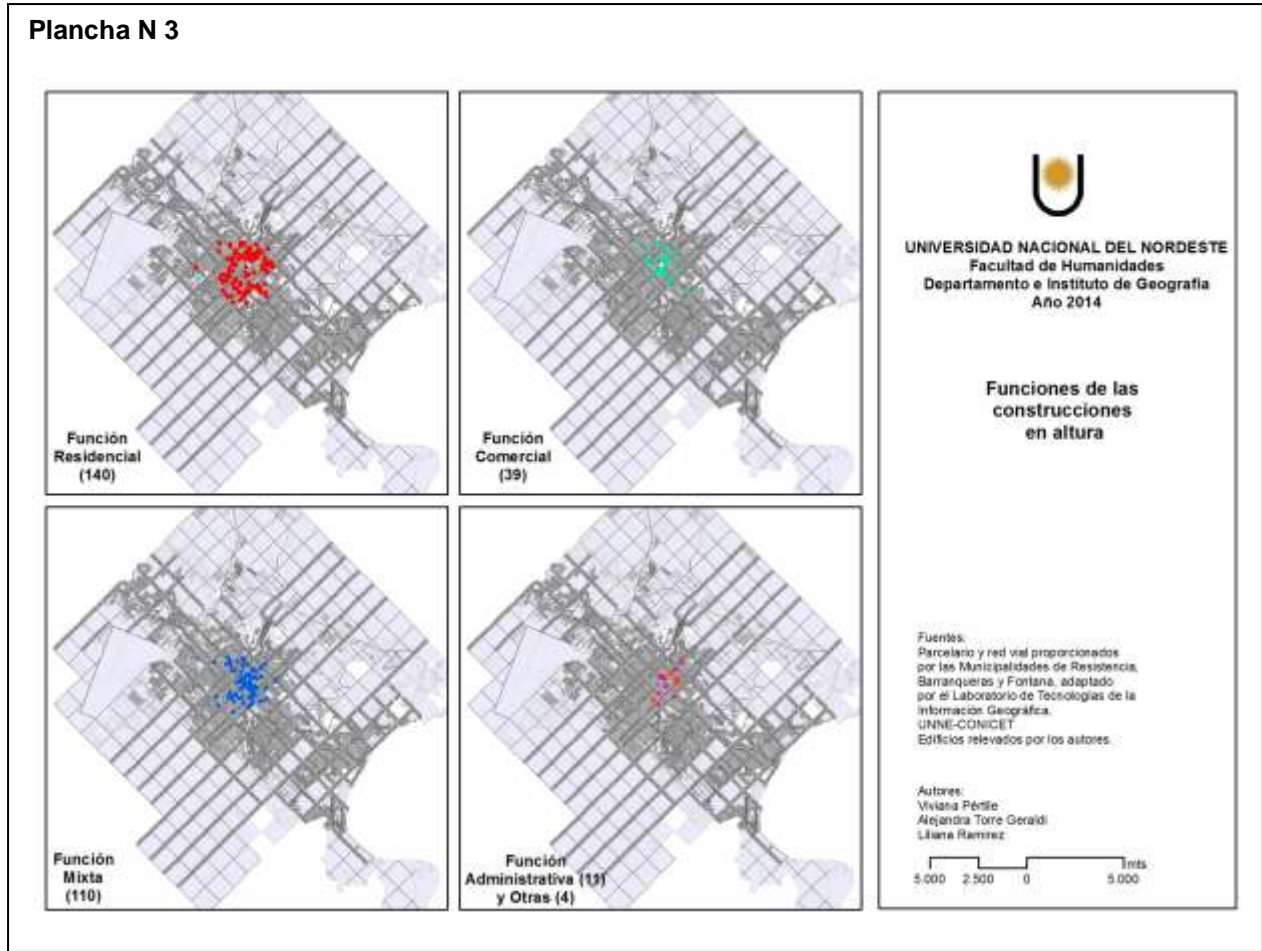 Plancha N 3
Función
Residencial
(140)
Función
Comercial
(39)
Función
Mixta
(110)
Función
Administrativa (11)
y Otras (4)
UNIVERSIDAD NACIONAL DEL NORDESTE
Facultad de Humanidades
Departamento e Instituto de Geografía
Año 2014
Funciones de las
construcciones
en altura
Fuentes:
Parcelario y red vial proporcionados
por las Municipalidades de Resistencia,
Barranqueras y Fontana, adaptado
por el Laboratorio de Tecnologías de la
Información Geográfica.
UNNE-CONICET
Edificios relevados por los autores.
Autores:
Viviana Pértile
Alejandra Torre Geraldi
Liliana Ramirez
mts
5.000 2.500 0 5.000